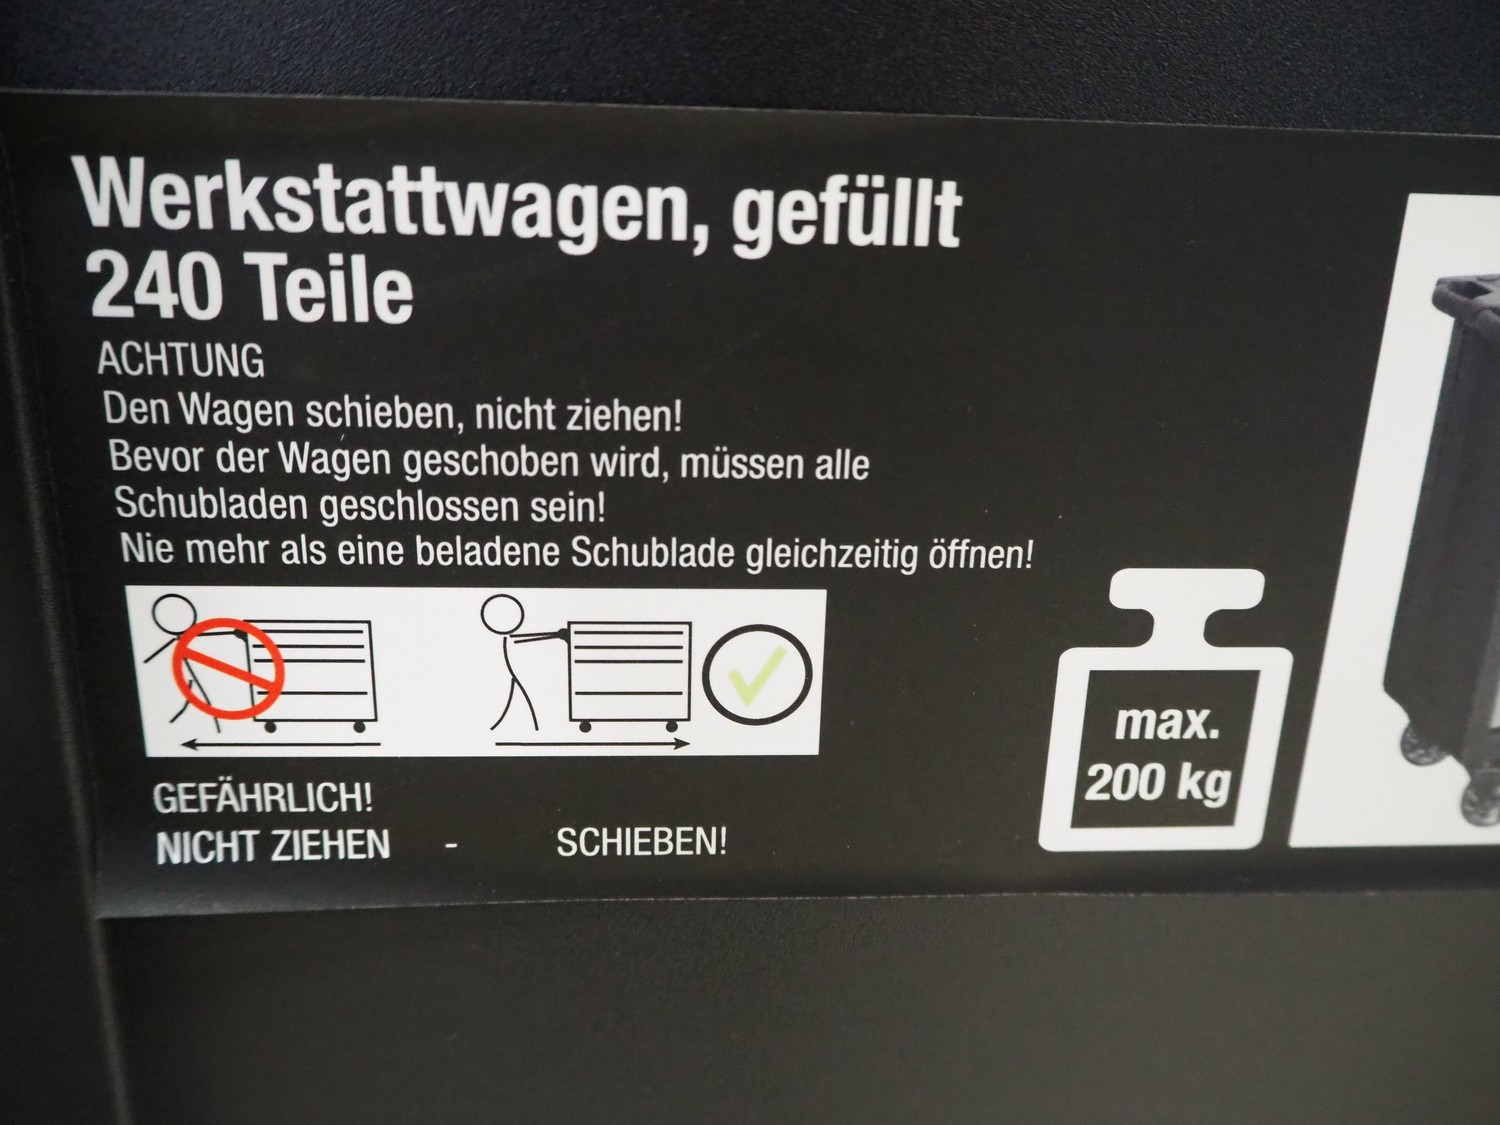 Werkstattwagen, gefüllt
240 Teile
ACHTUNG
Den Wagen schieben, nicht ziehen!
Bevor der Wagen geschoben wird, müssen alle
Schubladen geschlossen sein!
Nie mehr als eine beladene Schublade gleichzeitig öffnen!
GEFÄHRLICH!
NICHT ZIEHEN - SCHIEBEN!
max.
200 kg